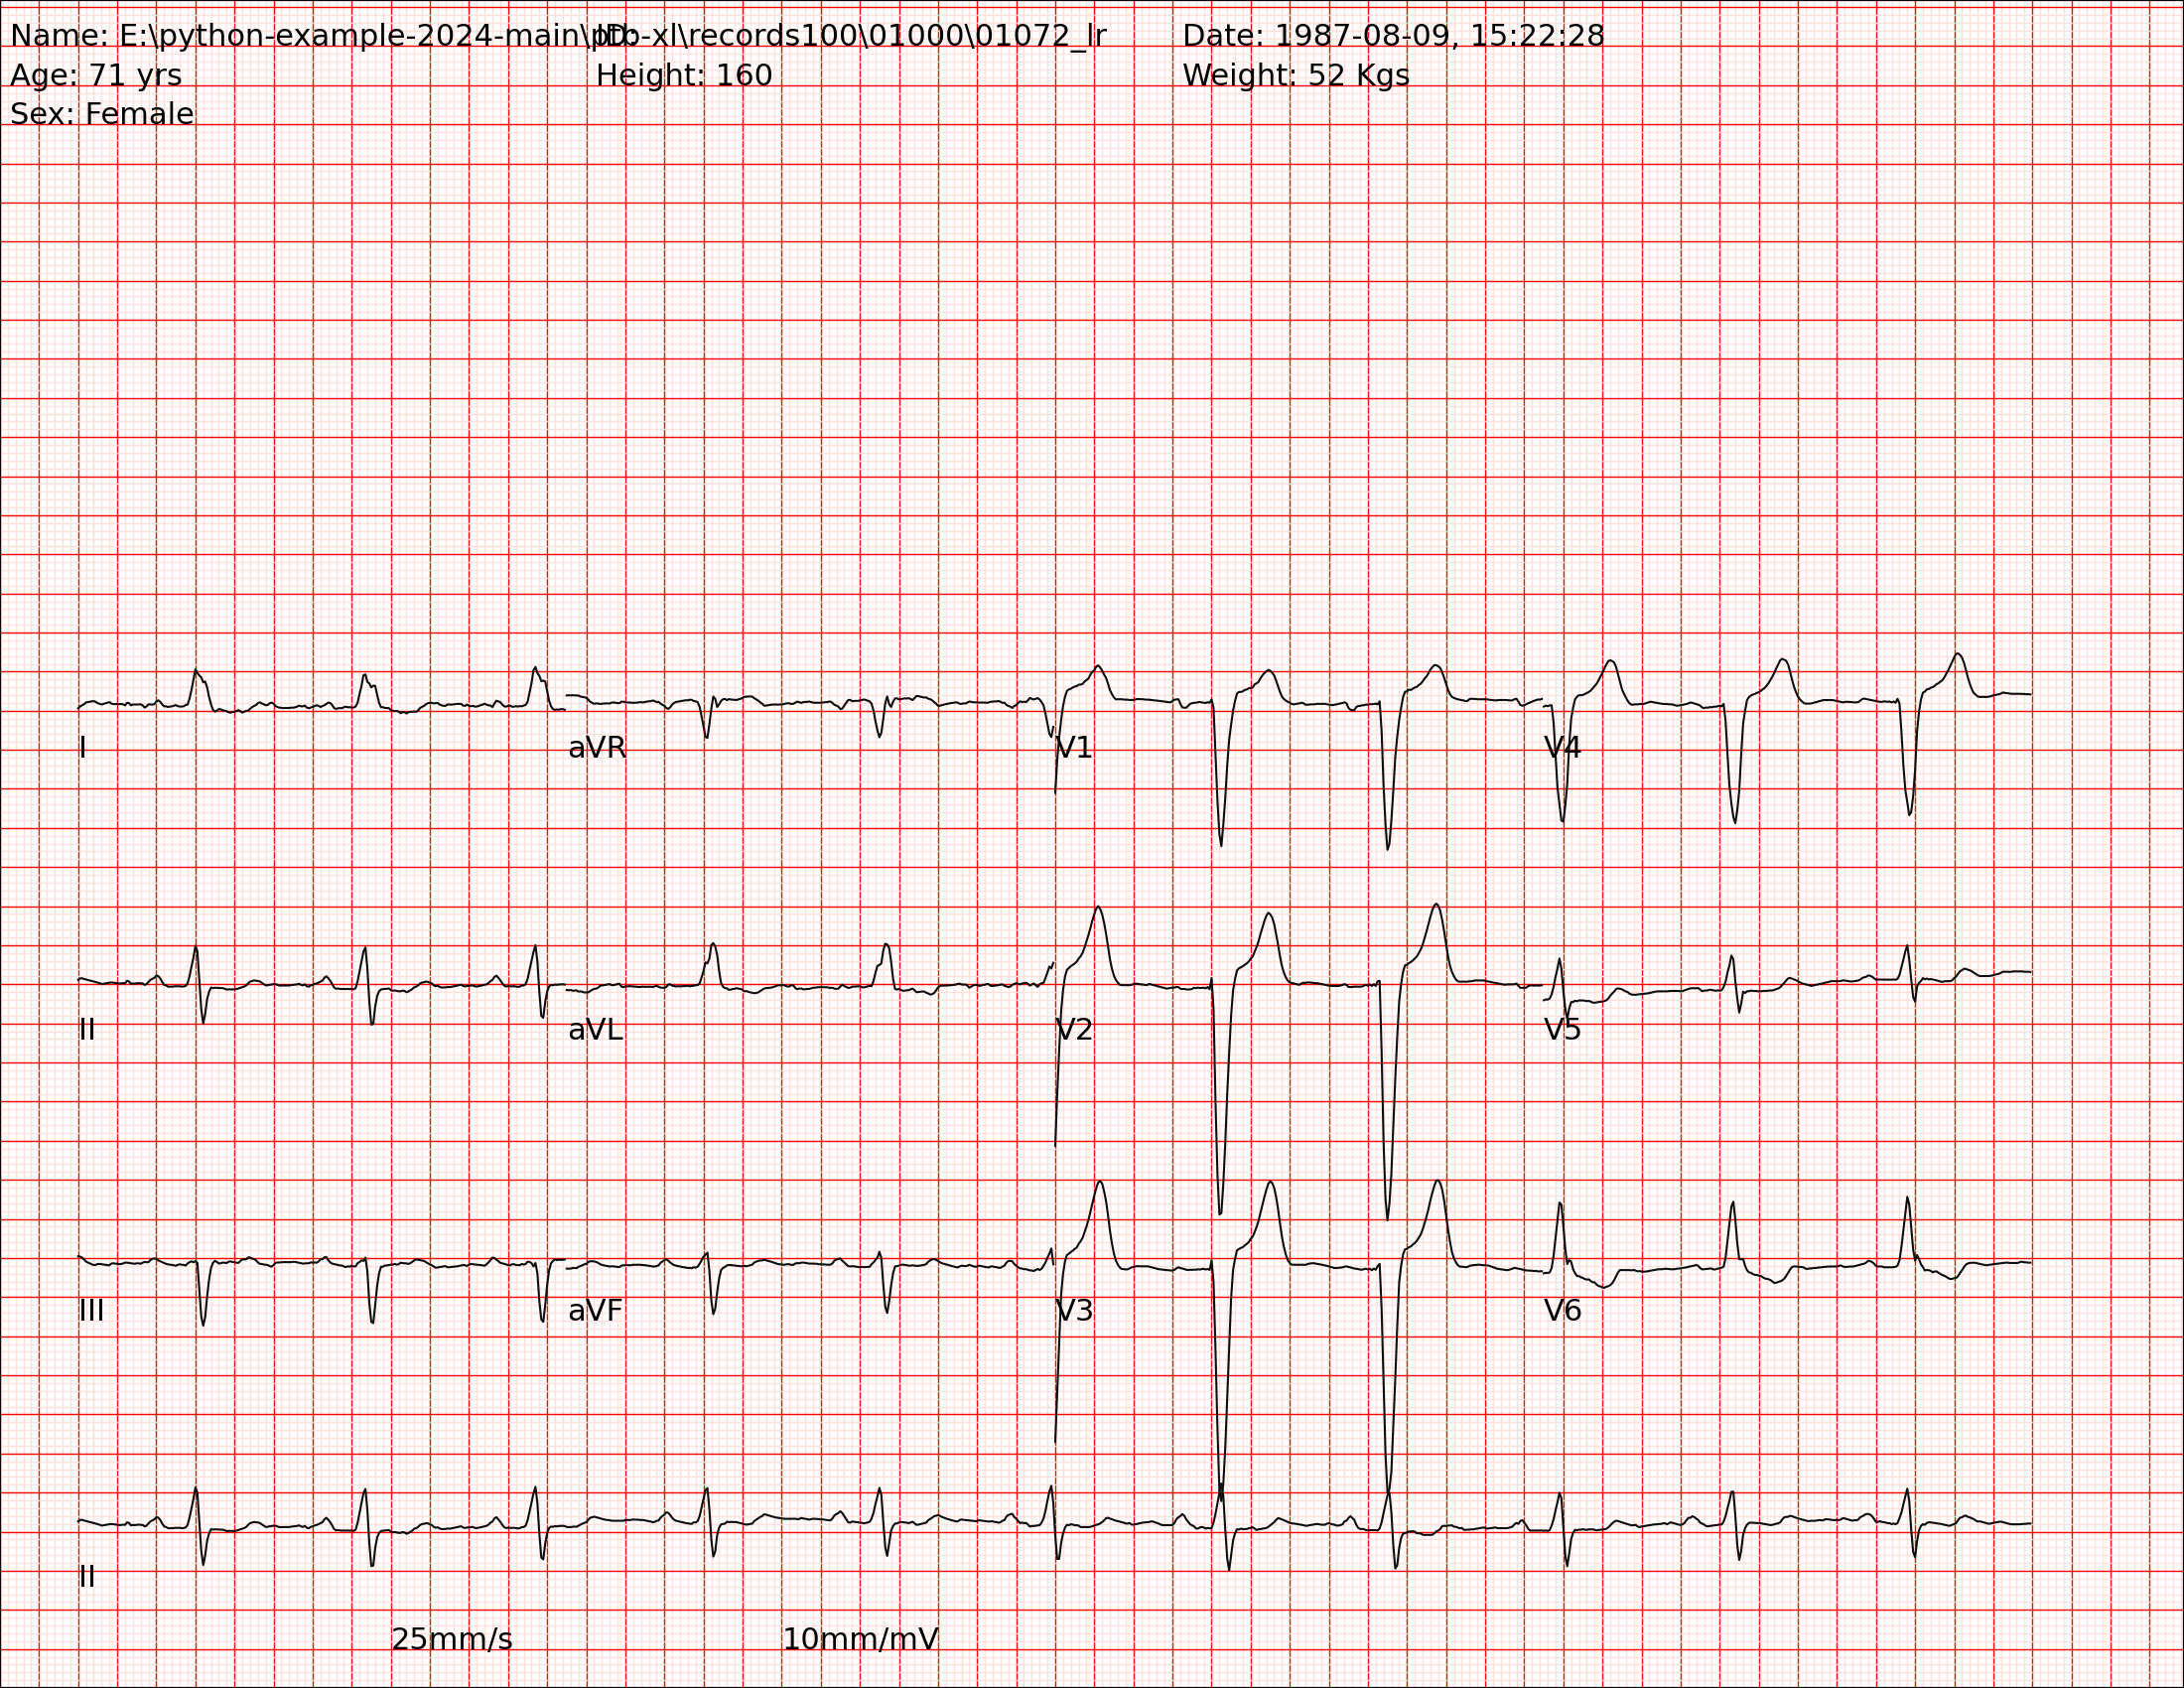 Name: E:\python-example-2024-main\ptb-xl\records100\01000\01072_lr ID: Date: 1987-08-09, 15:22:28
Age: 71 yrs Height: 160 Weight: 52 Kgs
Sex: Female
I aVR V1 V4
II aVL V2 V5
III aVF V3 V6
II
25mm/s 10mm/mV